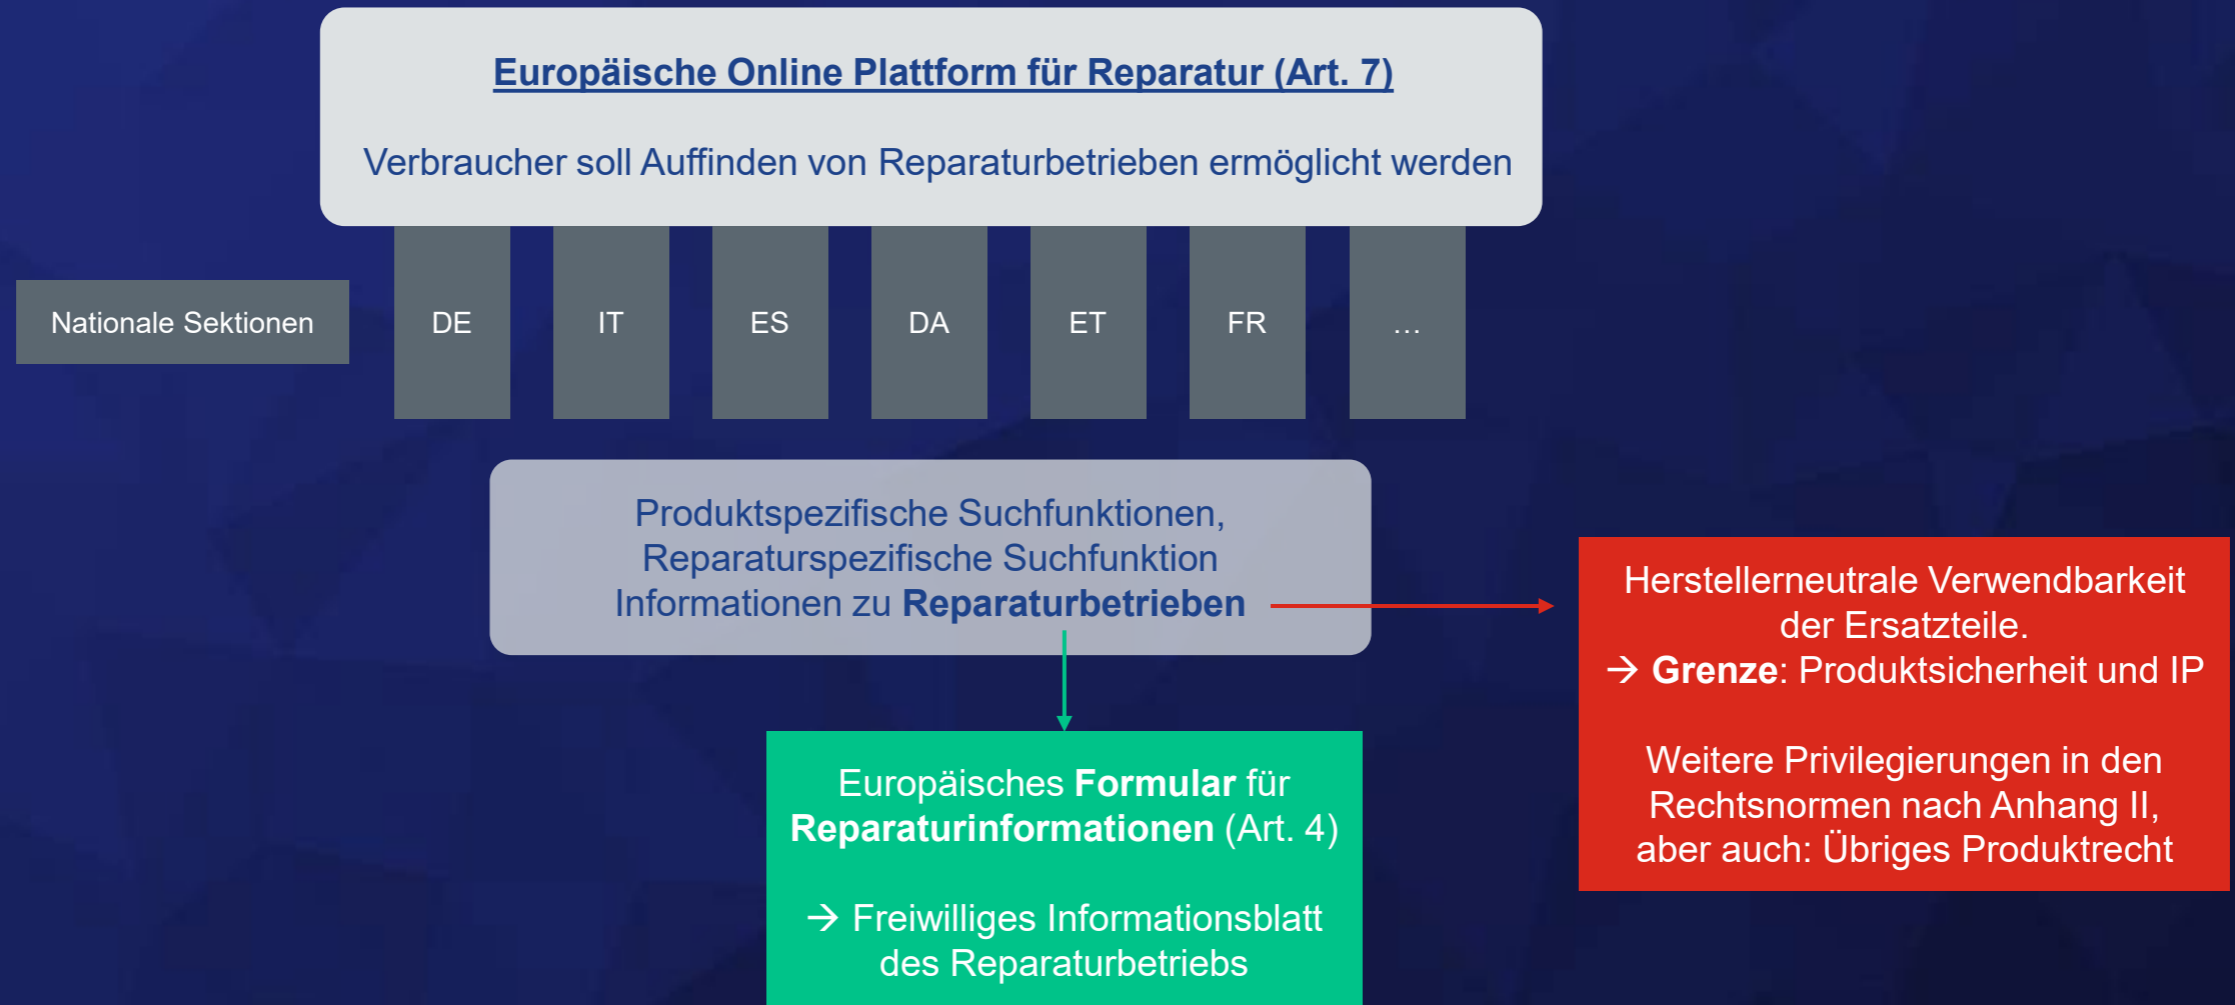 Europäische Online Plattform für Reparatur (Art. 7)
Verbraucher soll Auffinden von Reparaturbetrieben ermöglicht werden
Nationale Sektionen
DE
IT
ES
DA
ET
FR
…
Produktspezifische Suchfunktionen,
Reparaturspezifische Suchfunktion
Informationen zu Reparaturbetrieben
Herstellerneutrale Verwendbarkeit
der Ersatzteile.
→ Grenze: Produktsicherheit und IP
Weitere Privilegierungen in den
Rechtsnormen nach Anhang II,
aber auch: Übriges Produktrecht
Europäisches Formular für
Reparaturinformationen (Art. 4)
→ Freiwilliges Informationsblatt
des Reparaturbetriebs